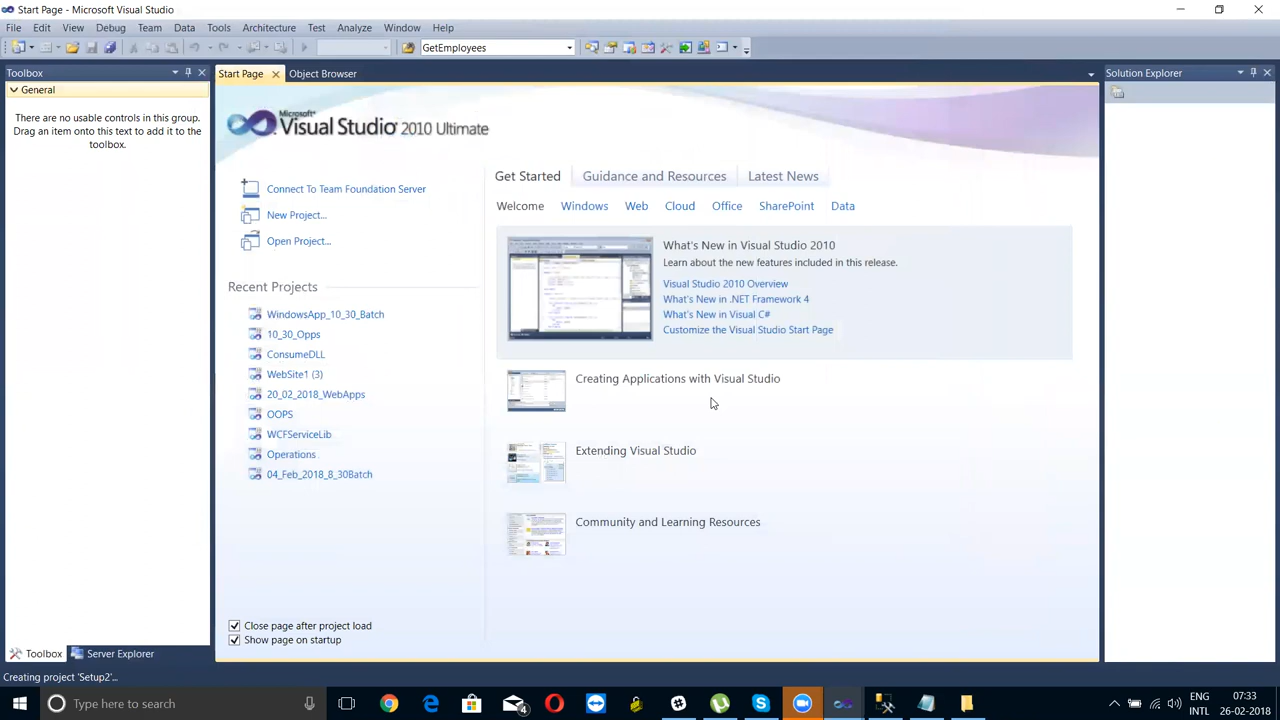 Start Page - Microsoft Visual Studio
File Edit View Debug Team Data Tools Architecture Test Analyze Window Help
GetEmployees
Toolbox
General
There are no usable controls in this group. Drag an item onto this text to add it to the toolbox.
Start Page
Object Browser
Solution Explorer
Microsoft
Visual Studio 2010 Ultimate
Connect To Team Foundation Server
New Project...
Open Project...
Recent Projects
WindowsApp_10_30_Batch
10_30_Opps
ConsumeDLL
WebSite1 (3)
20_02_2018_WebApps
OOPS
WCFServiceLib
Operations
04_Feb_2018_8_30Batch
Close page after project load
Show page on startup
Get Started Guidance and Resources Latest News
Welcome Windows Web Cloud Office SharePoint Data
What's New in Visual Studio 2010
Learn about the new features included in this release.
Visual Studio 2010 Overview
What's New in .NET Framework 4
What's New in Visual C#
Customize the Visual Studio Start Page
Creating Applications with Visual Studio
Extending Visual Studio
Community and Learning Resources
Toolbox Server Explorer
Creating project 'Setup2'...
Type here to search
4
ENG
INTL
07:33
26-02-2018